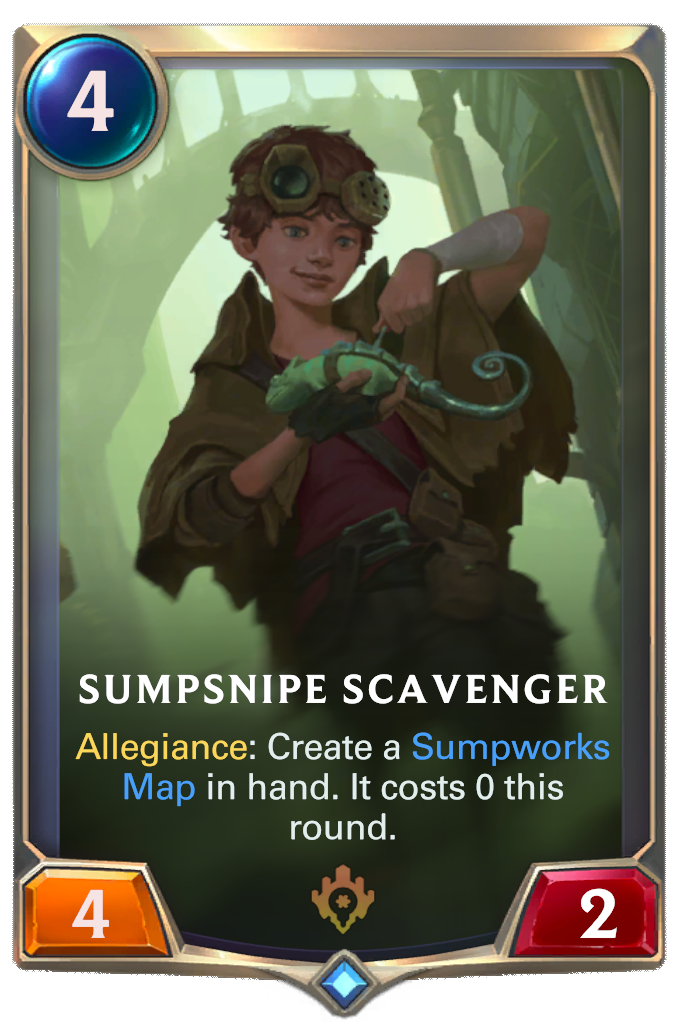 4
SUMPSNIPE SCAVENGER
Allegiance: Create a Sumpworks
Map in hand. It costs 0 this
round.
4
2